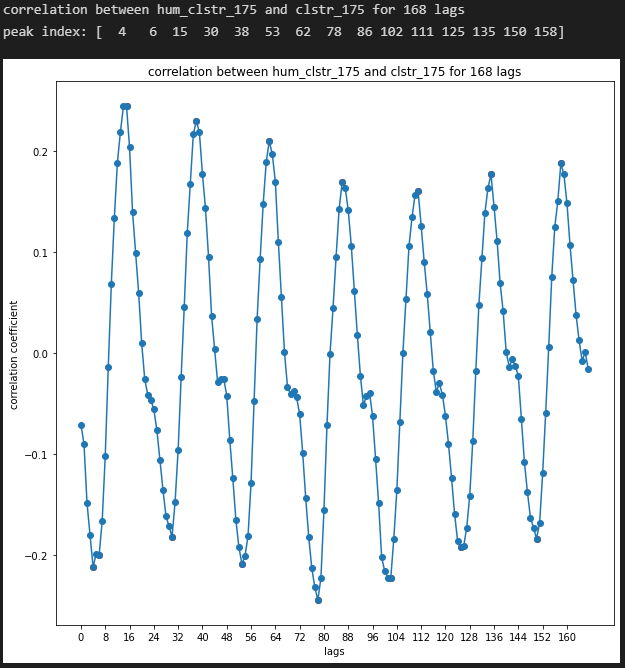 correlation between hum_clstr_175 and clstr_175 for 168 lags
peak index: [ 4 6 15 30 38 53 62 78 86 102 111 125 135 150 158]
correlation between hum_clstr_175 and clstr_175 for 168 lags
0.2
0.1
0.0
−0.1
−0.2
correlation coefficient
0 8 16 24 32 40 48 56 64 72 80 88 96 104 112 120 128 136 144 152 160
lags